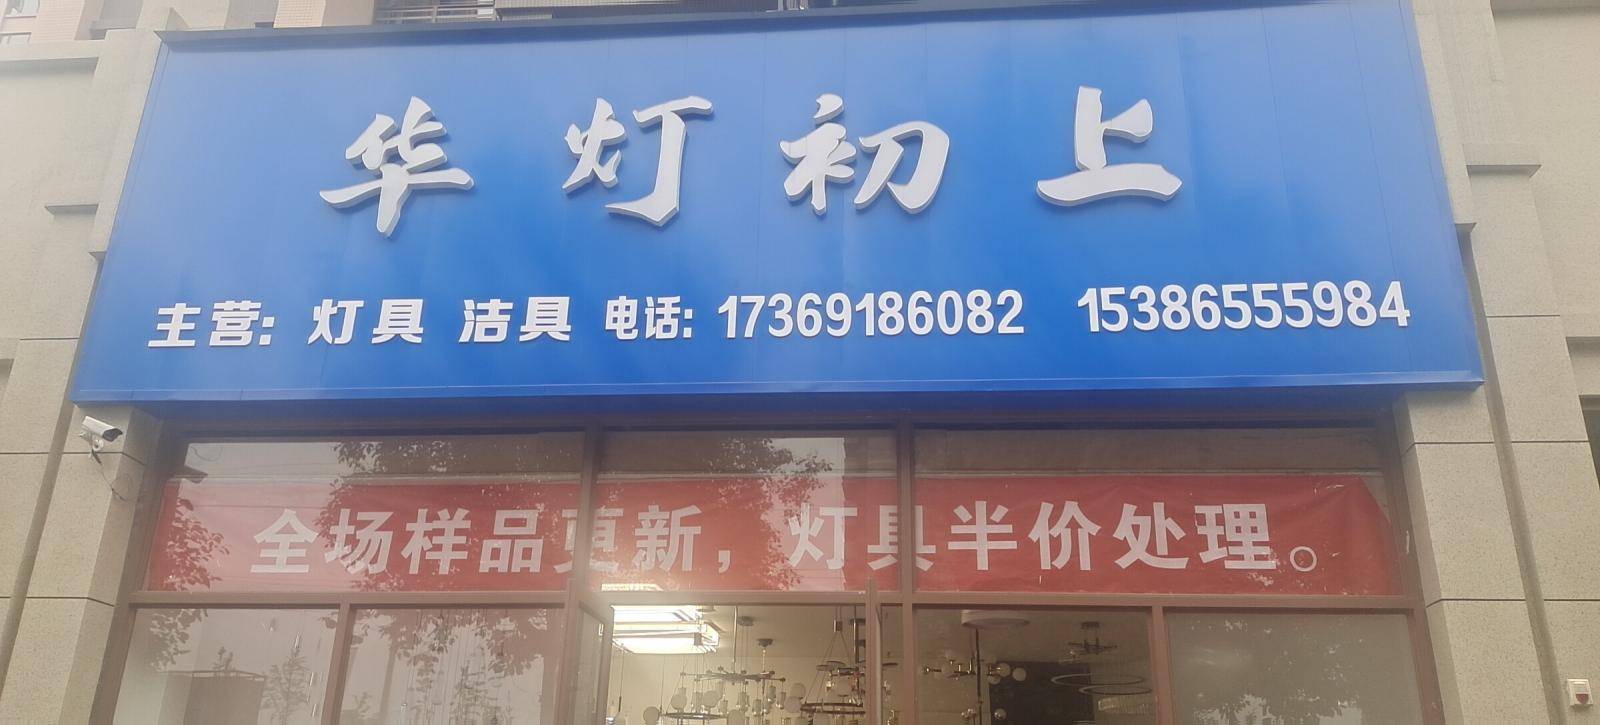 华灯初上
主营: 灯具 洁具 电话: 17369186082 15386555984
全场样品更新，灯具半价处理。